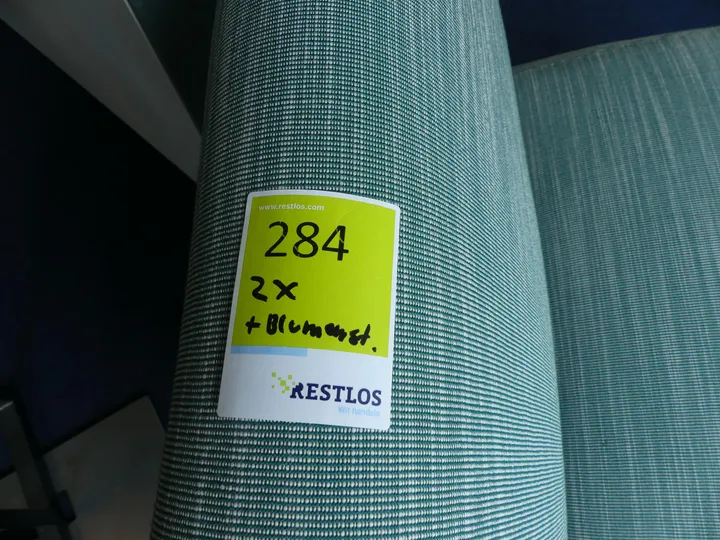 www.restlos.com
284
2x
+ Blumenst.
RESTLOS
Wir handeln